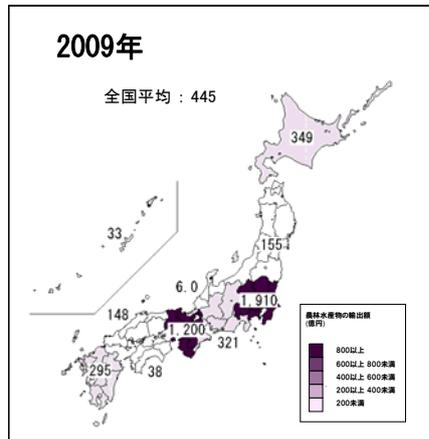 2009年
全国平均 : 445
349
33
155
6.0
1,910
148
1,200
321
295
38
農林水産物の輸出額
(億円)
800以上
600以上 800未満
400以上 600未満
200以上 400未満
200未満